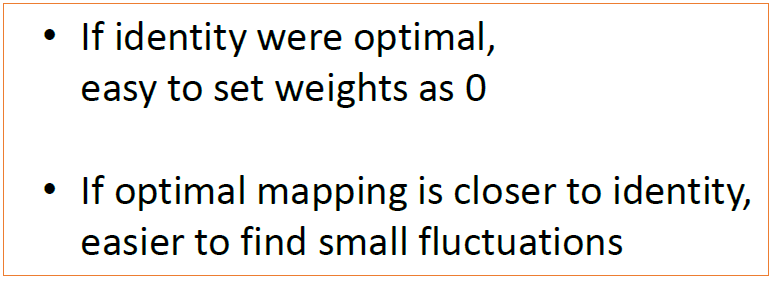 • If identity were optimal,
easy to set weights as 0
• If optimal mapping is closer to identity,
easier to find small fluctuations